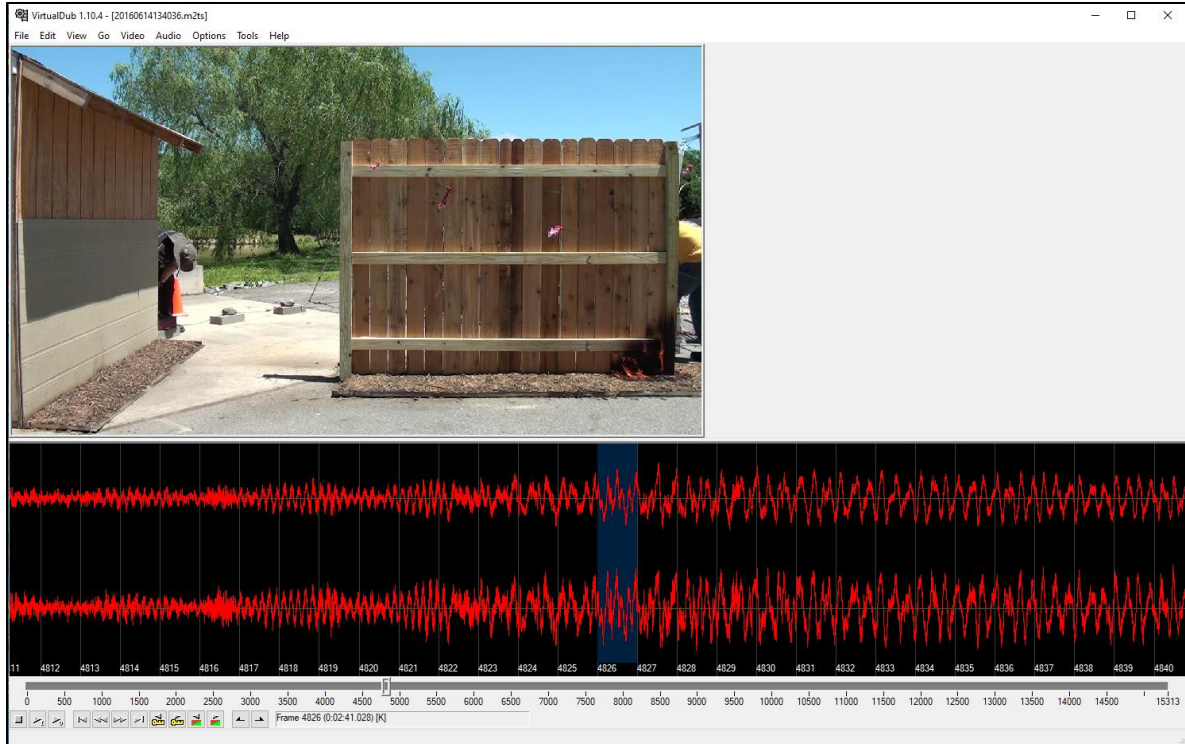 VirtualDub 1.10.4 - [20160614134036.m2ts]
File Edit View Go Video Audio Options Tools Help
811 4812 4813 4814 4815 4816 4817 4818 4819 4820 4821 4822 4823 4824 4825 4826 4827 4828 4829 4830 4831 4832 4833 4834 4835 4836 4837 4838 4839 4840
0 500 1000 1500 2000 2500 3000 3500 4000 4500 5000 5500 6000 6500 7000 7500 8000 8500 9000 9500 10000 10500 11000 11500 12000 12500 13000 13500 14000 14500 15313
Frame 4826 (0:02:41.028) [K]